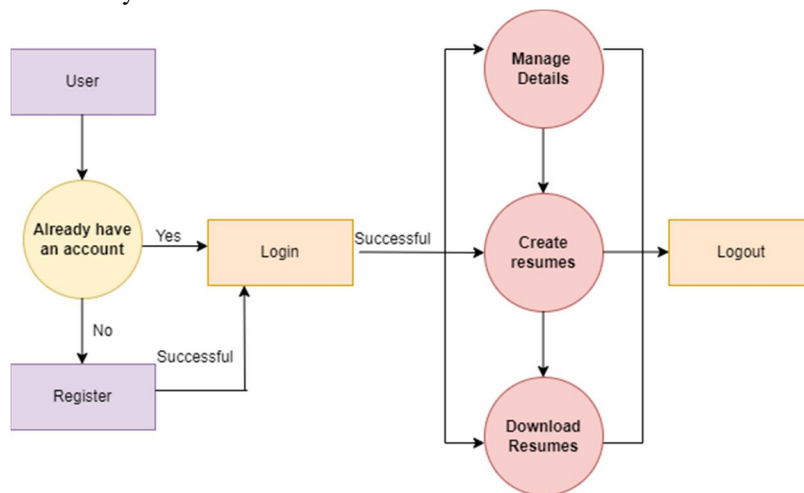 User
Already have
an account
Yes
No
Register
Successful
Login
Successful
Manage
Details
Create
resumes
Download
Resumes
Logout